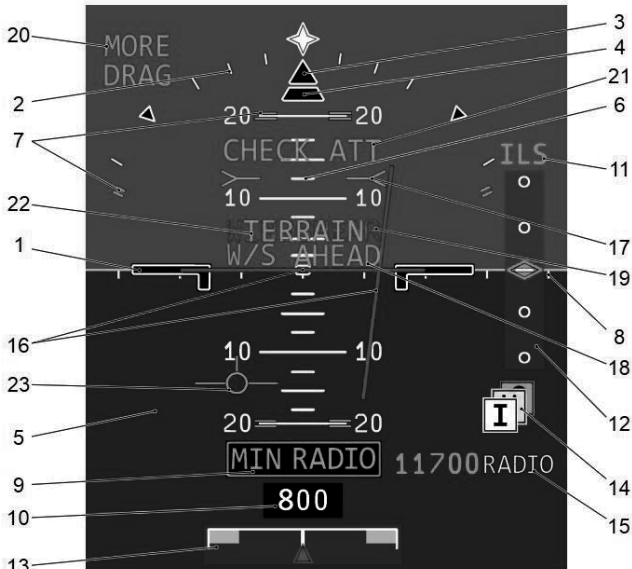 3
20 MORE
DRAG
4
2
21
20 20
6
7
CHECK ATT
ILS 11
10 10
22
TERRAIN
17
W/S AHEAD
1
19
8
16
18
10 10
23
12
5
I
20 20
14
MIN RADIO
11700 RADIO
9
10 800
15
13